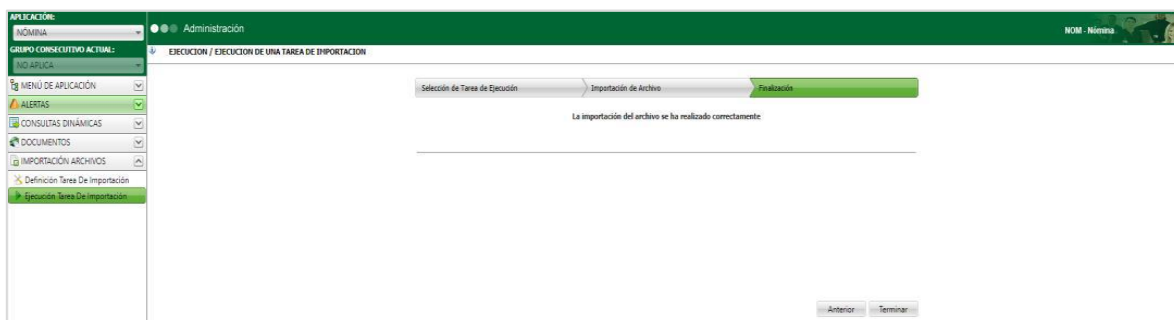 APLICACIÓN:
NÓMINA
Administración
NOM - Nómina
GRUPO CONSECUTIVO ACTUAL:
NO APLICA
EJECUCION / EJECUCION DE UNA TAREA DE IMPORTACION
MENÚ DE APLICACIÓN
ALERTAS
CONSULTAS DINÁMICAS
DOCUMENTOS
IMPORTACIÓN ARCHIVOS
Definición Tarea De Importación
Ejecución Tarea De Importación
Selección de Tarea de Ejecución
Importación de Archivo
Finalización
La importación del archivo se ha realizado correctamente
Anterior
Terminar